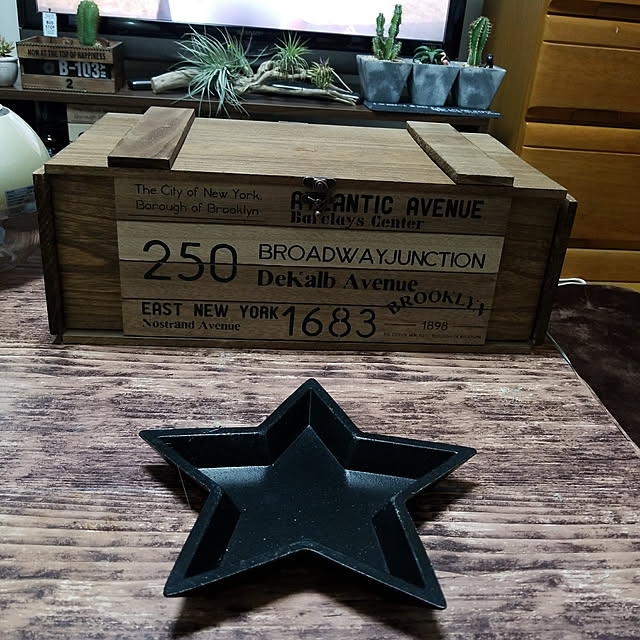 B-103
2
The City of New York.
Borough of Brooklyn
ATLANTIC AVENUE
Barclays Center
250
BROADWAYJUNCTION
DeKalb Avenue
BROOKLYN
EAST NEW YORK
Nostrand Avenue
1683
1898